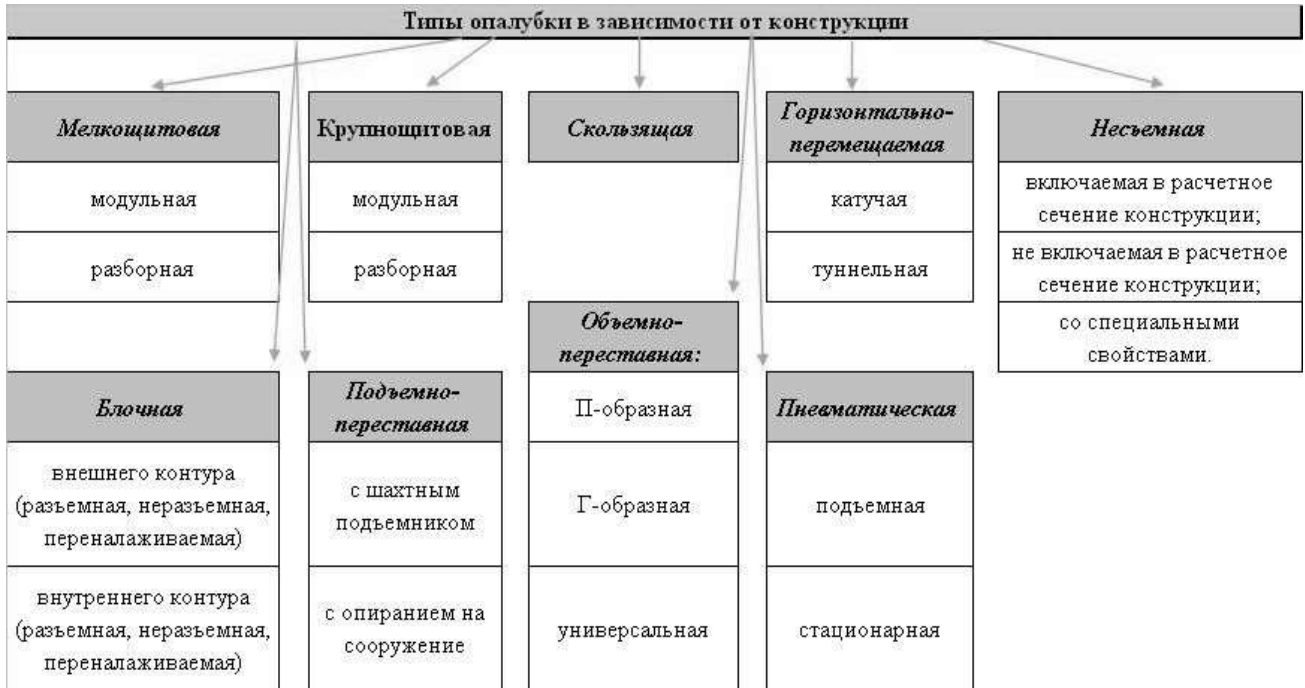 Типы опалубки в зависимости от конструкции
Мелкощитовая
модульная
разборная
Крупнощитовая
модульная
разборная
Скользящая
Горизонтально-
перемещаемая
катучая
туннельная
Несъемная
включаемая в расчетное
сечение конструкции;
не включаемая в расчетное
сечение конструкции;
со специальными
свойствами.
Блочная
внешнего контура
(разъемная, неразъемная,
переналаживаемая)
внутреннего контура
(разъемная, неразъемная,
переналаживаемая)
Подъемно-
переставная
с шахтным
подъемником
с опиранием на
сооружение
Объемно-
переставная:
П-образная
Г-образная
универсальная
Пневматическая
подъемная
стационарная